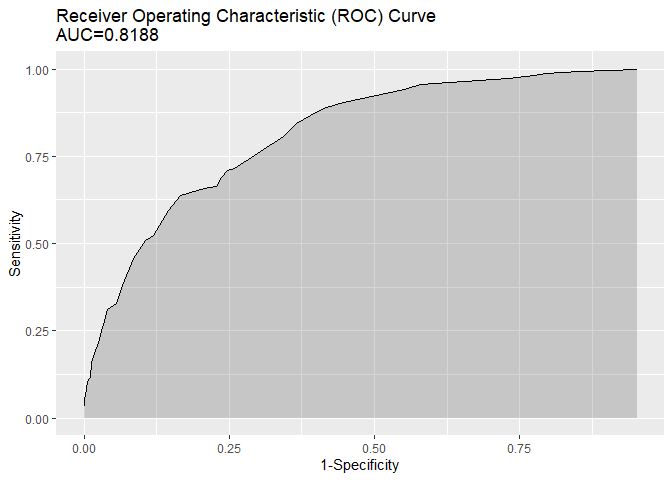 Receiver Operating Characteristic (ROC) Curve
AUC=0.8188
1.00
0.75
0.50
0.25
0.00
Sensitivity
0.00 0.25 0.50 0.75
1-Specificity